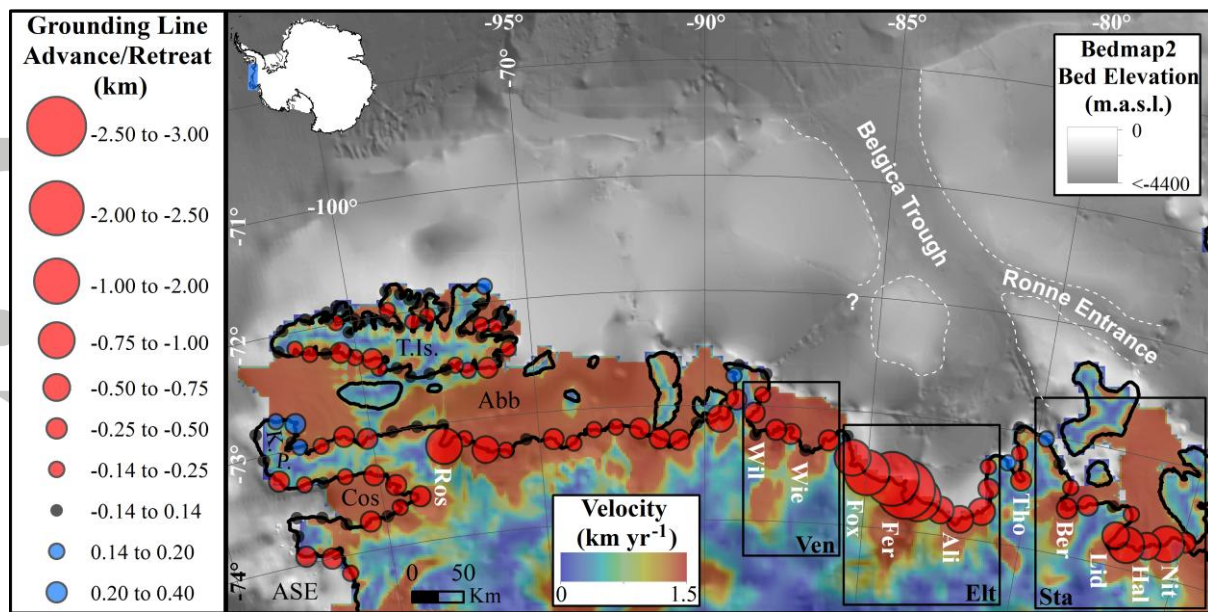 Grounding Line
Advance/Retreat
(km)
-2.50 to -3.00
-2.00 to -2.50
-1.00 to -2.00
-0.75 to -1.00
-0.50 to -0.75
-0.25 to -0.50
-0.14 to -0.25
-0.14 to 0.14
0.14 to 0.20
0.20 to 0.40
-70°
-90°
-85°
-80°
Bedmap2
Bed Elevation
(m.a.s.l.)
0
<-4400
Belgica Trough
-100°
-95°
-71°
Ronne Entrance
?
-72°
T.Is.
Abb
K.
P.
-73°
Cos
Ros
Wil
Wie
Ven
Fox
Fer
Ali
Elt
Tho
Ber
Lid
Hal
Nit
Sta
-74°
ASE
0 50
Km
Velocity
(km yr⁻¹)
0 1.5